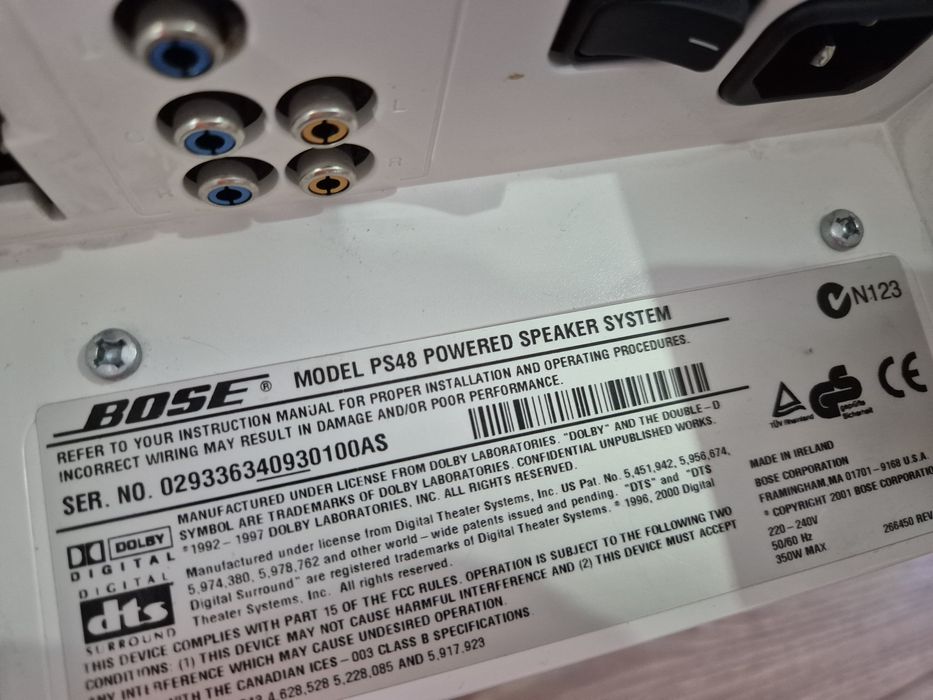 L
C
L
R
R
N123
BOSE ® MODEL PS48 POWERED SPEAKER SYSTEM
REFER TO YOUR INSTRUCTION MANUAL FOR PROPER INSTALLATION AND OPERATING PROCEDURES.
INCORRECT WIRING MAY RESULT IN DAMAGE AND/OR POOR PERFORMANCE.
SER. NO. 029336340930100AS
MANUFACTURED UNDER LICENSE FROM DOLBY LABORATORIES. "DOLBY" AND THE DOUBLE-D
SYMBOL ARE TRADEMARKS OF DOLBY LABORATORIES. CONFIDENTIAL UNPUBLISHED WORKS.
©1992 - 1997 DOLBY LABORATORIES, INC. ALL RIGHTS RESERVED.
DOLBY
DIGITAL
Manufactured under license from Digital Theater Systems, Inc. US Pat. No. 5,451,942, 5,956,674,
5,974,380, 5,978,762 and other world-wide patents issued and pending. "DTS" and "DTS
Digital Surround" are registered trademarks of Digital Theater Systems. © 1996, 2000 Digital
Theater Systems, Inc. All rights reserved.
DIGITAL
dts
SURROUND
THIS DEVICE COMPLIES WITH PART 15 OF THE FCC RULES. OPERATION IS SUBJECT TO THE FOLLOWING TWO
CONDITIONS: (1) THIS DEVICE MAY NOT CAUSE HARMFUL INTERFERENCE AND (2) THIS DEVICE MUST ACCEPT
ANY INTERFERENCE WHICH MAY CAUSE UNDESIRED OPERATION.
WITH THE CANADIAN ICES-003 CLASS B SPECIFICATIONS
4,628,528 5,228,085 AND 5,917,923
TÜV Rheinland
geprüfte
Sicherheit
CE
MADE IN IRELAND
BOSE CORPORATION
FRAMINGHAM, MA 01701-9168 U.S.A.
© COPYRIGHT 2001 BOSE CORPORATION
220-240V
50/60 Hz
350W MAX
266450 REV